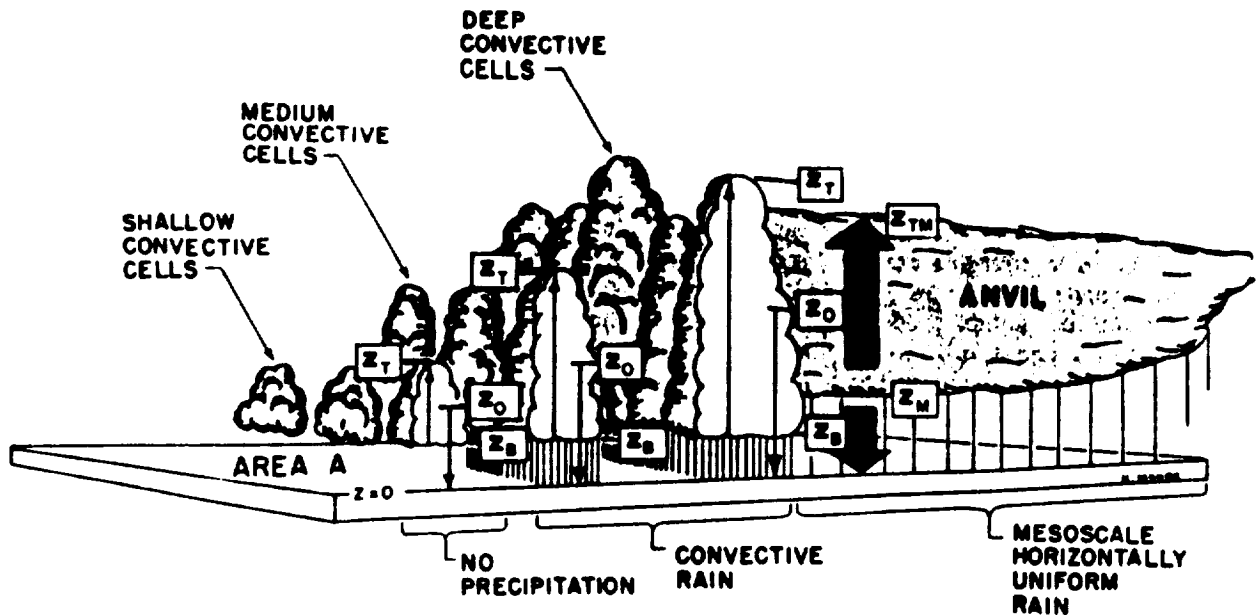 DEEP
CONVECTIVE
CELLS
MEDIUM
CONVECTIVE
CELLS
SHALLOW
CONVECTIVE
CELLS
Z_T
Z_TM
Z_T
ANVIL
Z_O
Z_T
Z_O
Z_O
Z_M
Z_B
Z_B
Z_B
AREA A
Z=0
NO
PRECIPITATION
CONVECTIVE
RAIN
MESOSCALE
HORIZONTALLY
UNIFORM
RAIN